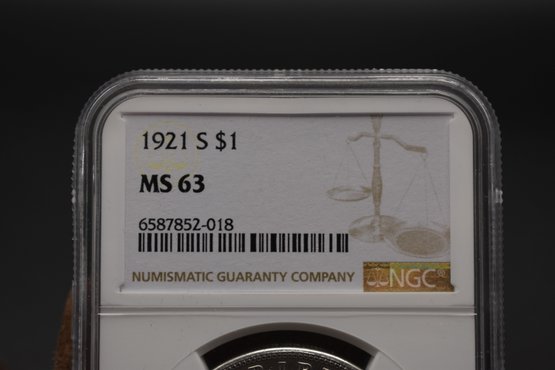 1921 S $1
MS 63
6587852-018
NUMISMATIC GUARANTY COMPANY
NGC®